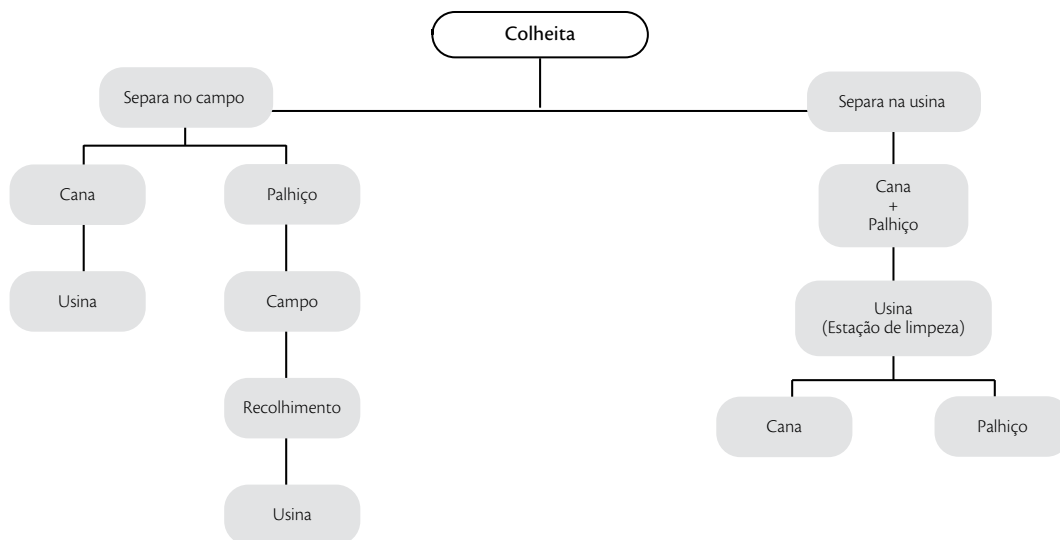 Colheita
Separa no campo
Separa na usina
Cana
Palhiço
Cana
+
Palhiço
Usina
Campo
Usina
(Estação de limpeza)
Recolhimento
Cana
Palhiço
Usina